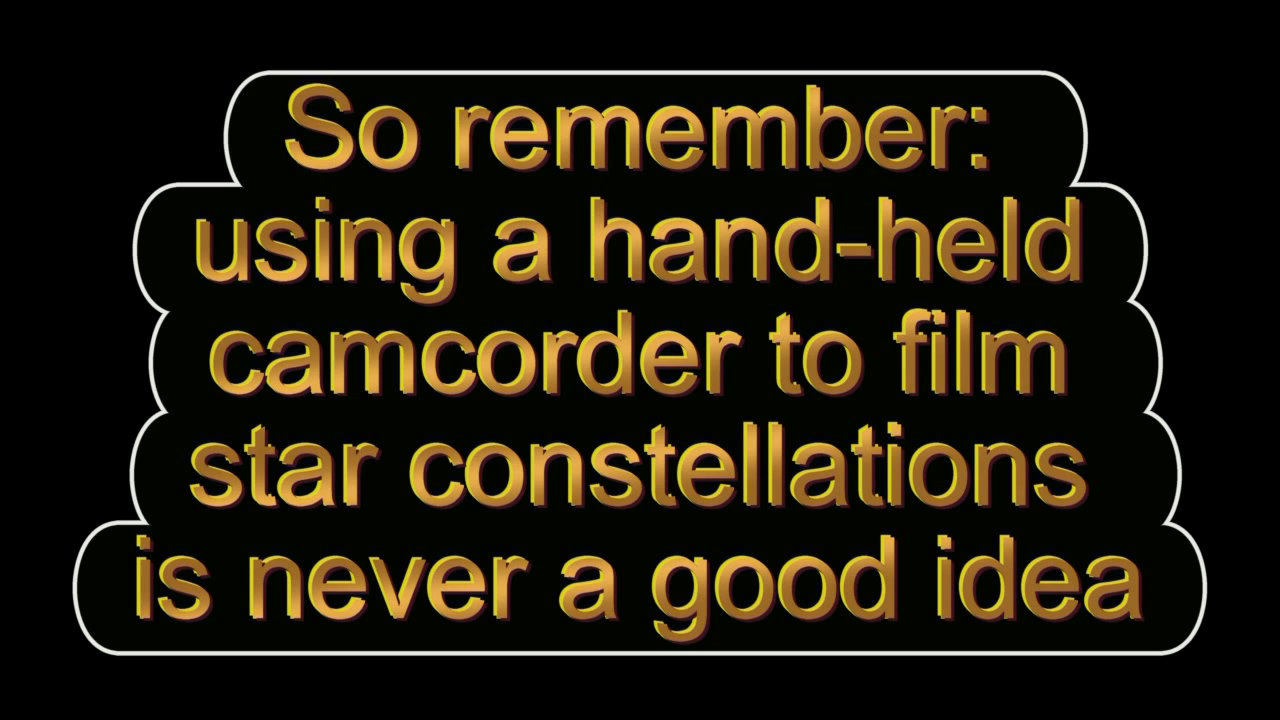 So remember:
using a hand-held
camcorder to film
star constellations
is never a good idea